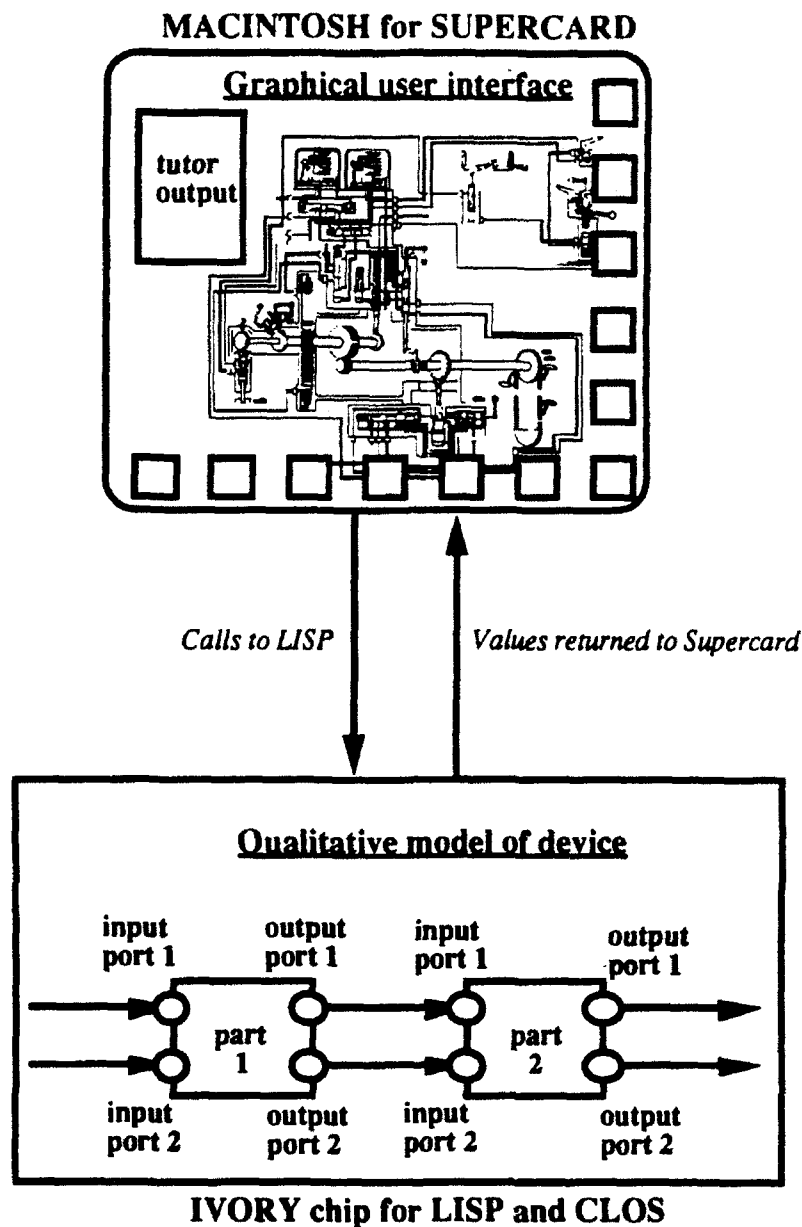 MACINTOSH for SUPERCARD
Graphical user interface
tutor
output
Calls to LISP
Values returned to Supercard
Qualitative model of device
input
port 1
output
port 1
input
port 1
output
port 1
part
1
part
2
input
port 2
output
port 2
input
port 2
output
port 2
IVORY chip for LISP and CLOS